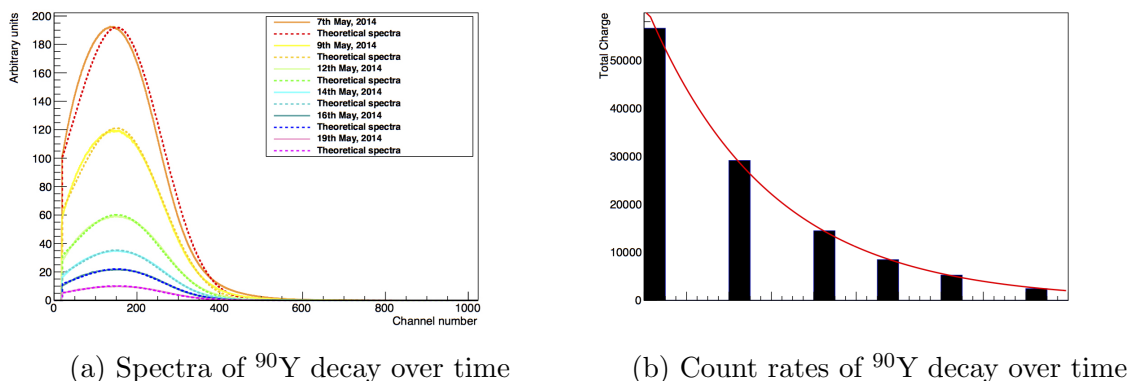 Arbitrary units
200
180
160
140
120
100
80
60
40
20
0
7th May, 2014
Theoretical spectra
9th May, 2014
Theoretical spectra
12th May, 2014
Theoretical spectra
14th May, 2014
Theoretical spectra
16th May, 2014
Theoretical spectra
19th May, 2014
Theoretical spectra
0 200 400 600 800 1000
Channel number
(a) Spectra of ⁹⁰Y decay over time
Total Charge
50000
40000
30000
20000
10000
0
(b) Count rates of ⁹⁰Y decay over time